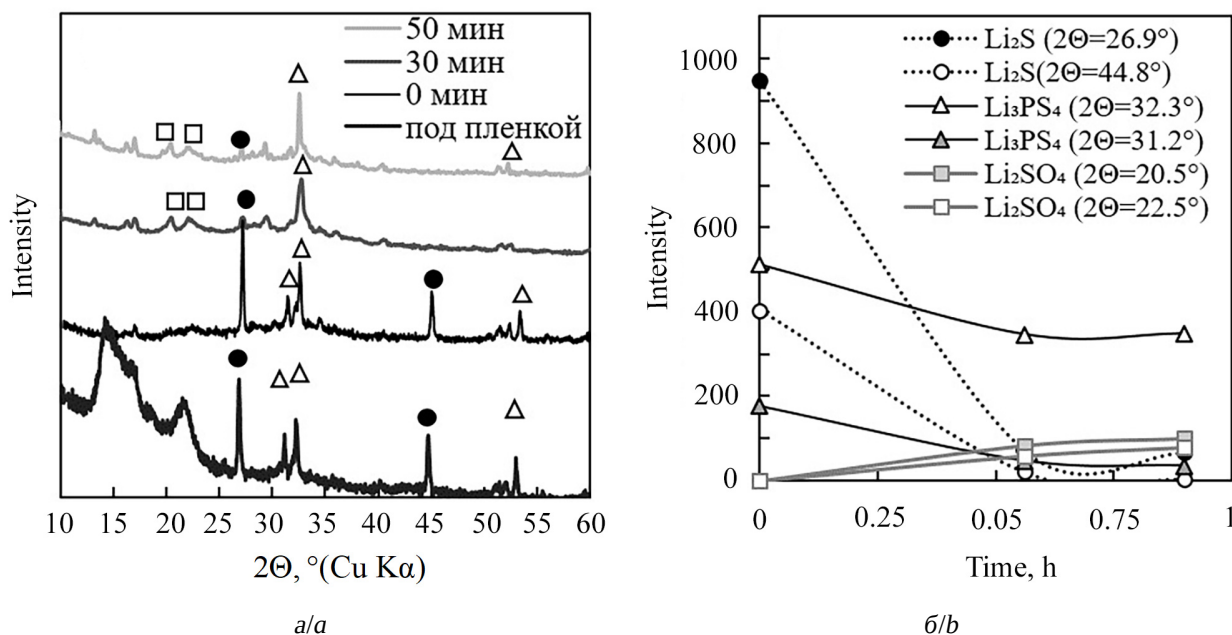 50 мин
30 мин
0 мин
под пленкой
Intensity
10 15 20 25 30 35 40 45 50 55 60
2Θ, °(Cu Kα)
а/a
1000
800
600
400
200
0
Li₂S (2Θ=26.9°)
Li₂S(2Θ=44.8°)
Li₃PS₄ (2Θ=32.3°)
Li₃PS₄ (2Θ=31.2°)
Li₂SO₄ (2Θ=20.5°)
Li₂SO₄ (2Θ=22.5°)
Intensity
0 0.25 0.05 0.75 1
Time, h
б/b